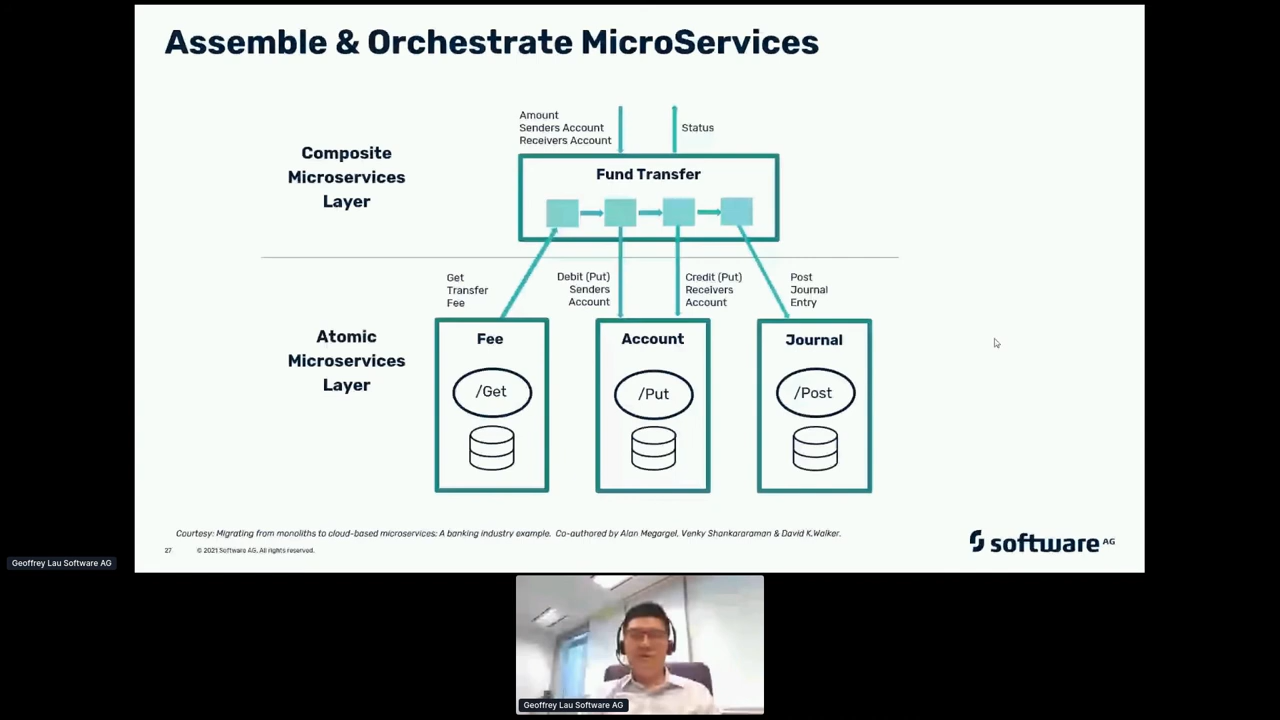 Assemble & Orchestrate MicroServices
Amount
Senders Account
Receivers Account
Status
Composite
Microservices
Layer
Fund Transfer
Get
Transfer
Fee
Debit (Put)
Senders
Account
Credit (Put)
Receivers
Account
Post
Journal
Entry
Atomic
Microservices
Layer
Fee
/Get
Account
/Put
Journal
/Post
Courtesy: Migrating from monoliths to cloud-based microservices: A banking industry example. Co-authored by Alan Megargel, Venky Shankararaman & David K.Walker.
27 © 2021 Software AG. All rights reserved.
software AG
Geoffrey Lau Software AG
Geoffrey Lau Software AG